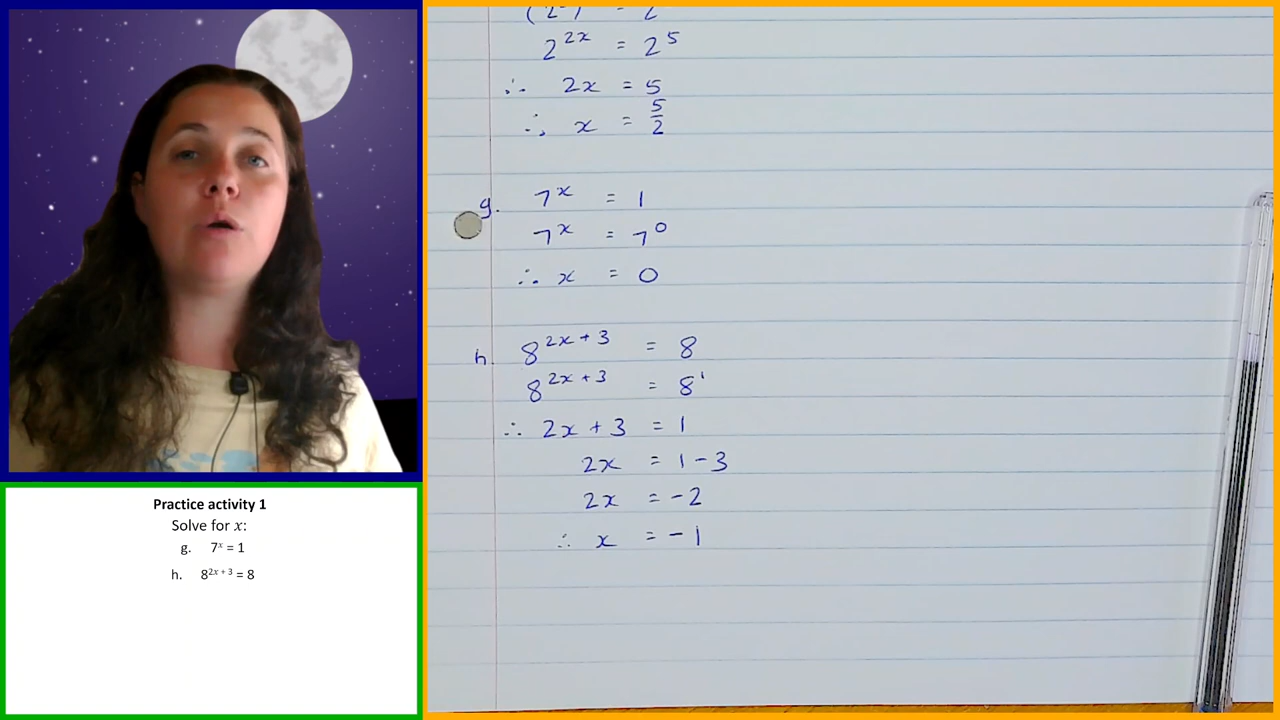 (2²) = 2
2^{2x} = 2^5
∴ 2x = 5
∴ x = 5/2
g. 7^x = 1
7^x = 7^0
∴ x = 0
h. 8^{2x + 3} = 8
8^{2x + 3} = 8^1
∴ 2x + 3 = 1
2x = 1 - 3
2x = -2
∴ x = -1
Practice activity 1
Solve for x:
g. 7^x = 1
h. 8^{2x + 3} = 8